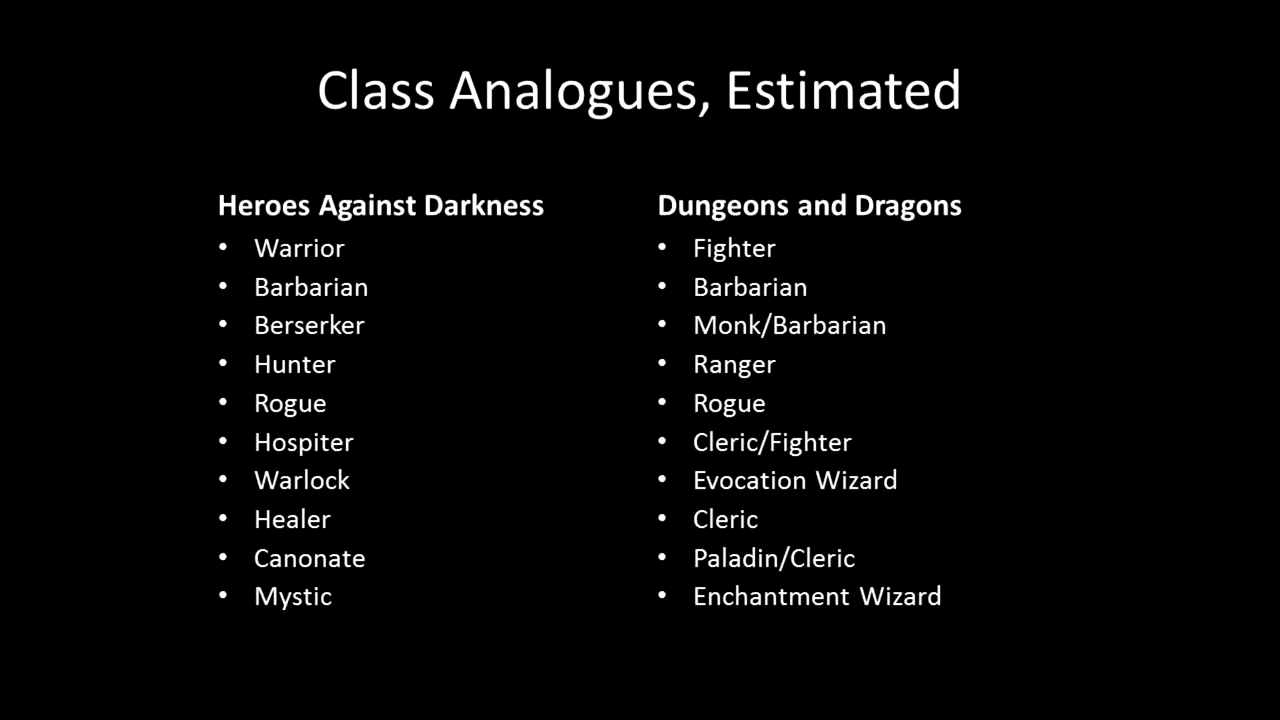 Class Analogues, Estimated
Heroes Against Darkness
• Warrior
• Barbarian
• Berserker
• Hunter
• Rogue
• Hospiter
• Warlock
• Healer
• Canonate
• Mystic
Dungeons and Dragons
• Fighter
• Barbarian
• Monk/Barbarian
• Ranger
• Rogue
• Cleric/Fighter
• Evocation Wizard
• Cleric
• Paladin/Cleric
• Enchantment Wizard